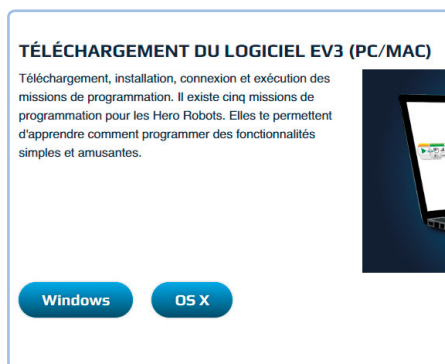 TÉLÉCHARGEMENT DU LOGICIEL EV3 (PC/MAC)
Téléchargement, installation, connexion et exécution des
missions de programmation. Il existe cinq missions de
programmation pour les Hero Robots. Elles te permettent
d'apprendre comment programmer des fonctionnalités
simples et amusantes.
Windows
OS X